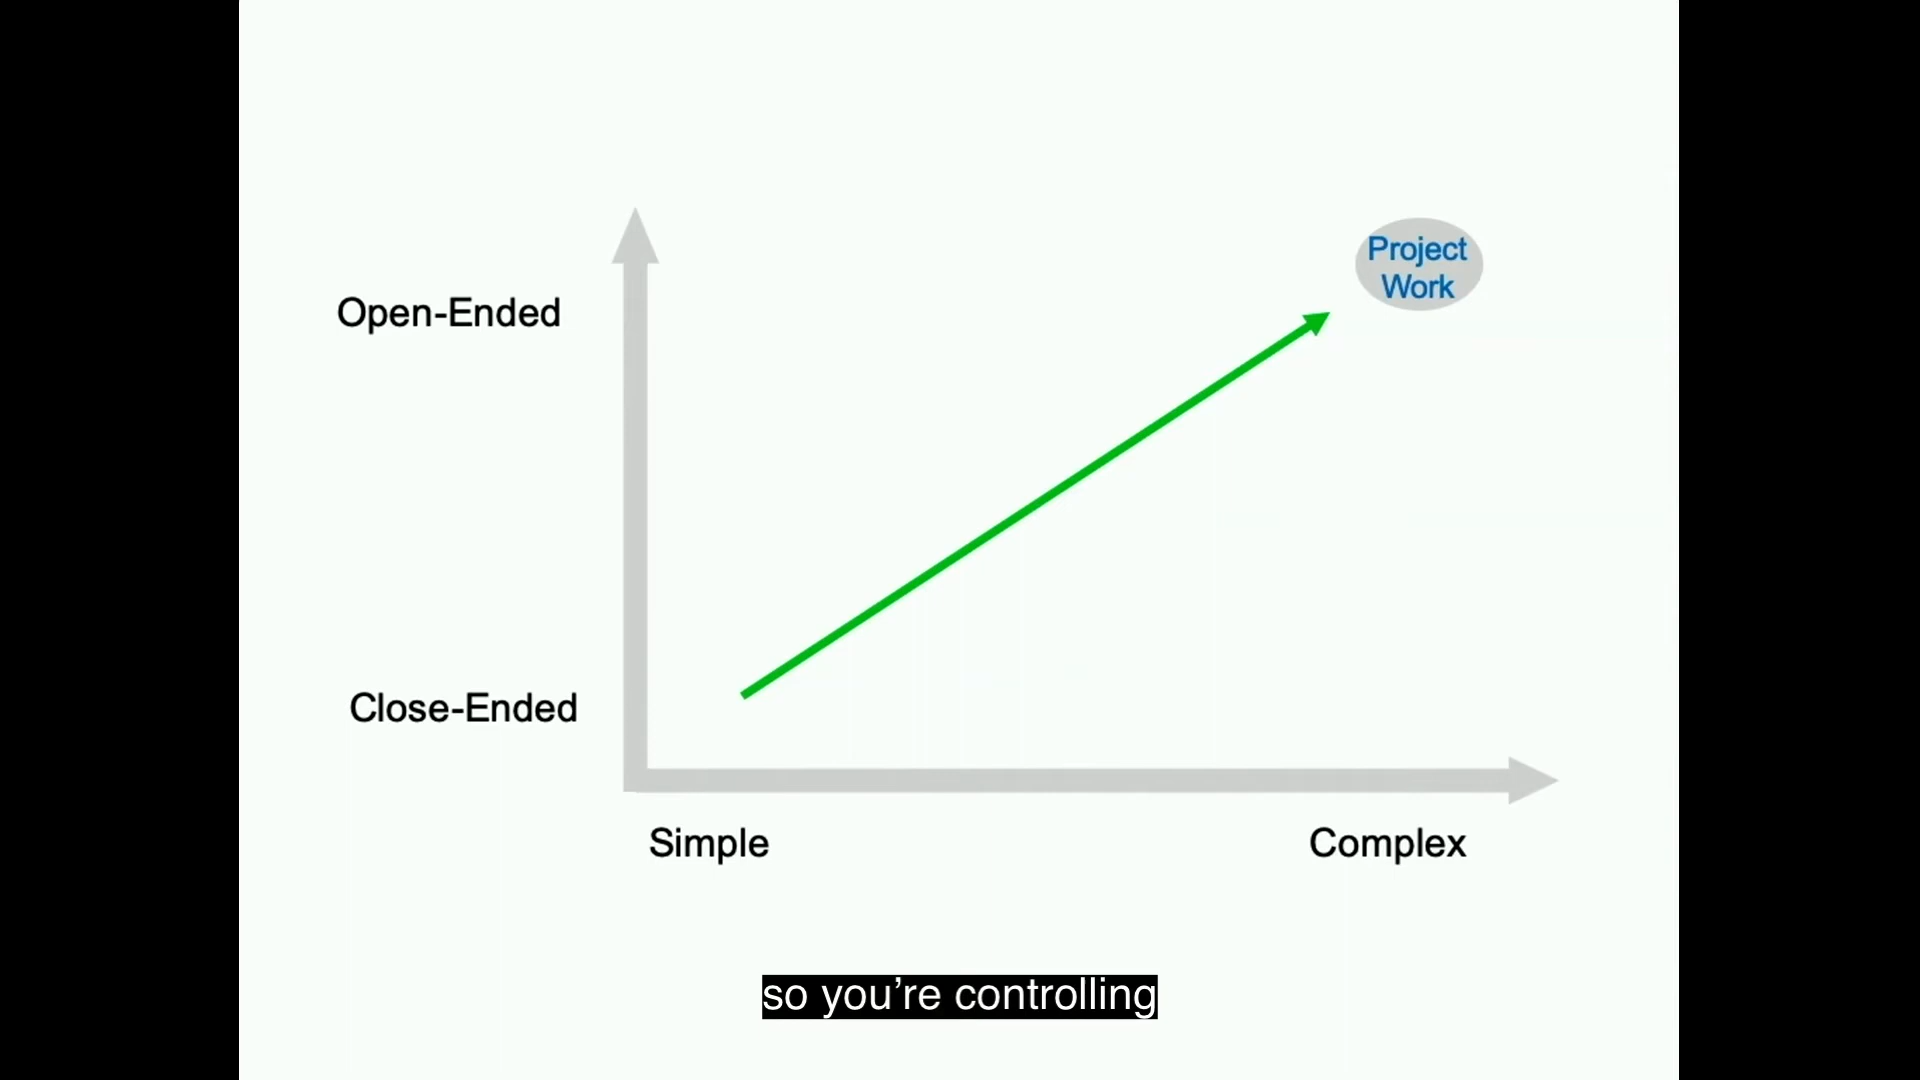 Project
Work
Open-Ended
Close-Ended
Simple
Complex
so you’re controlling